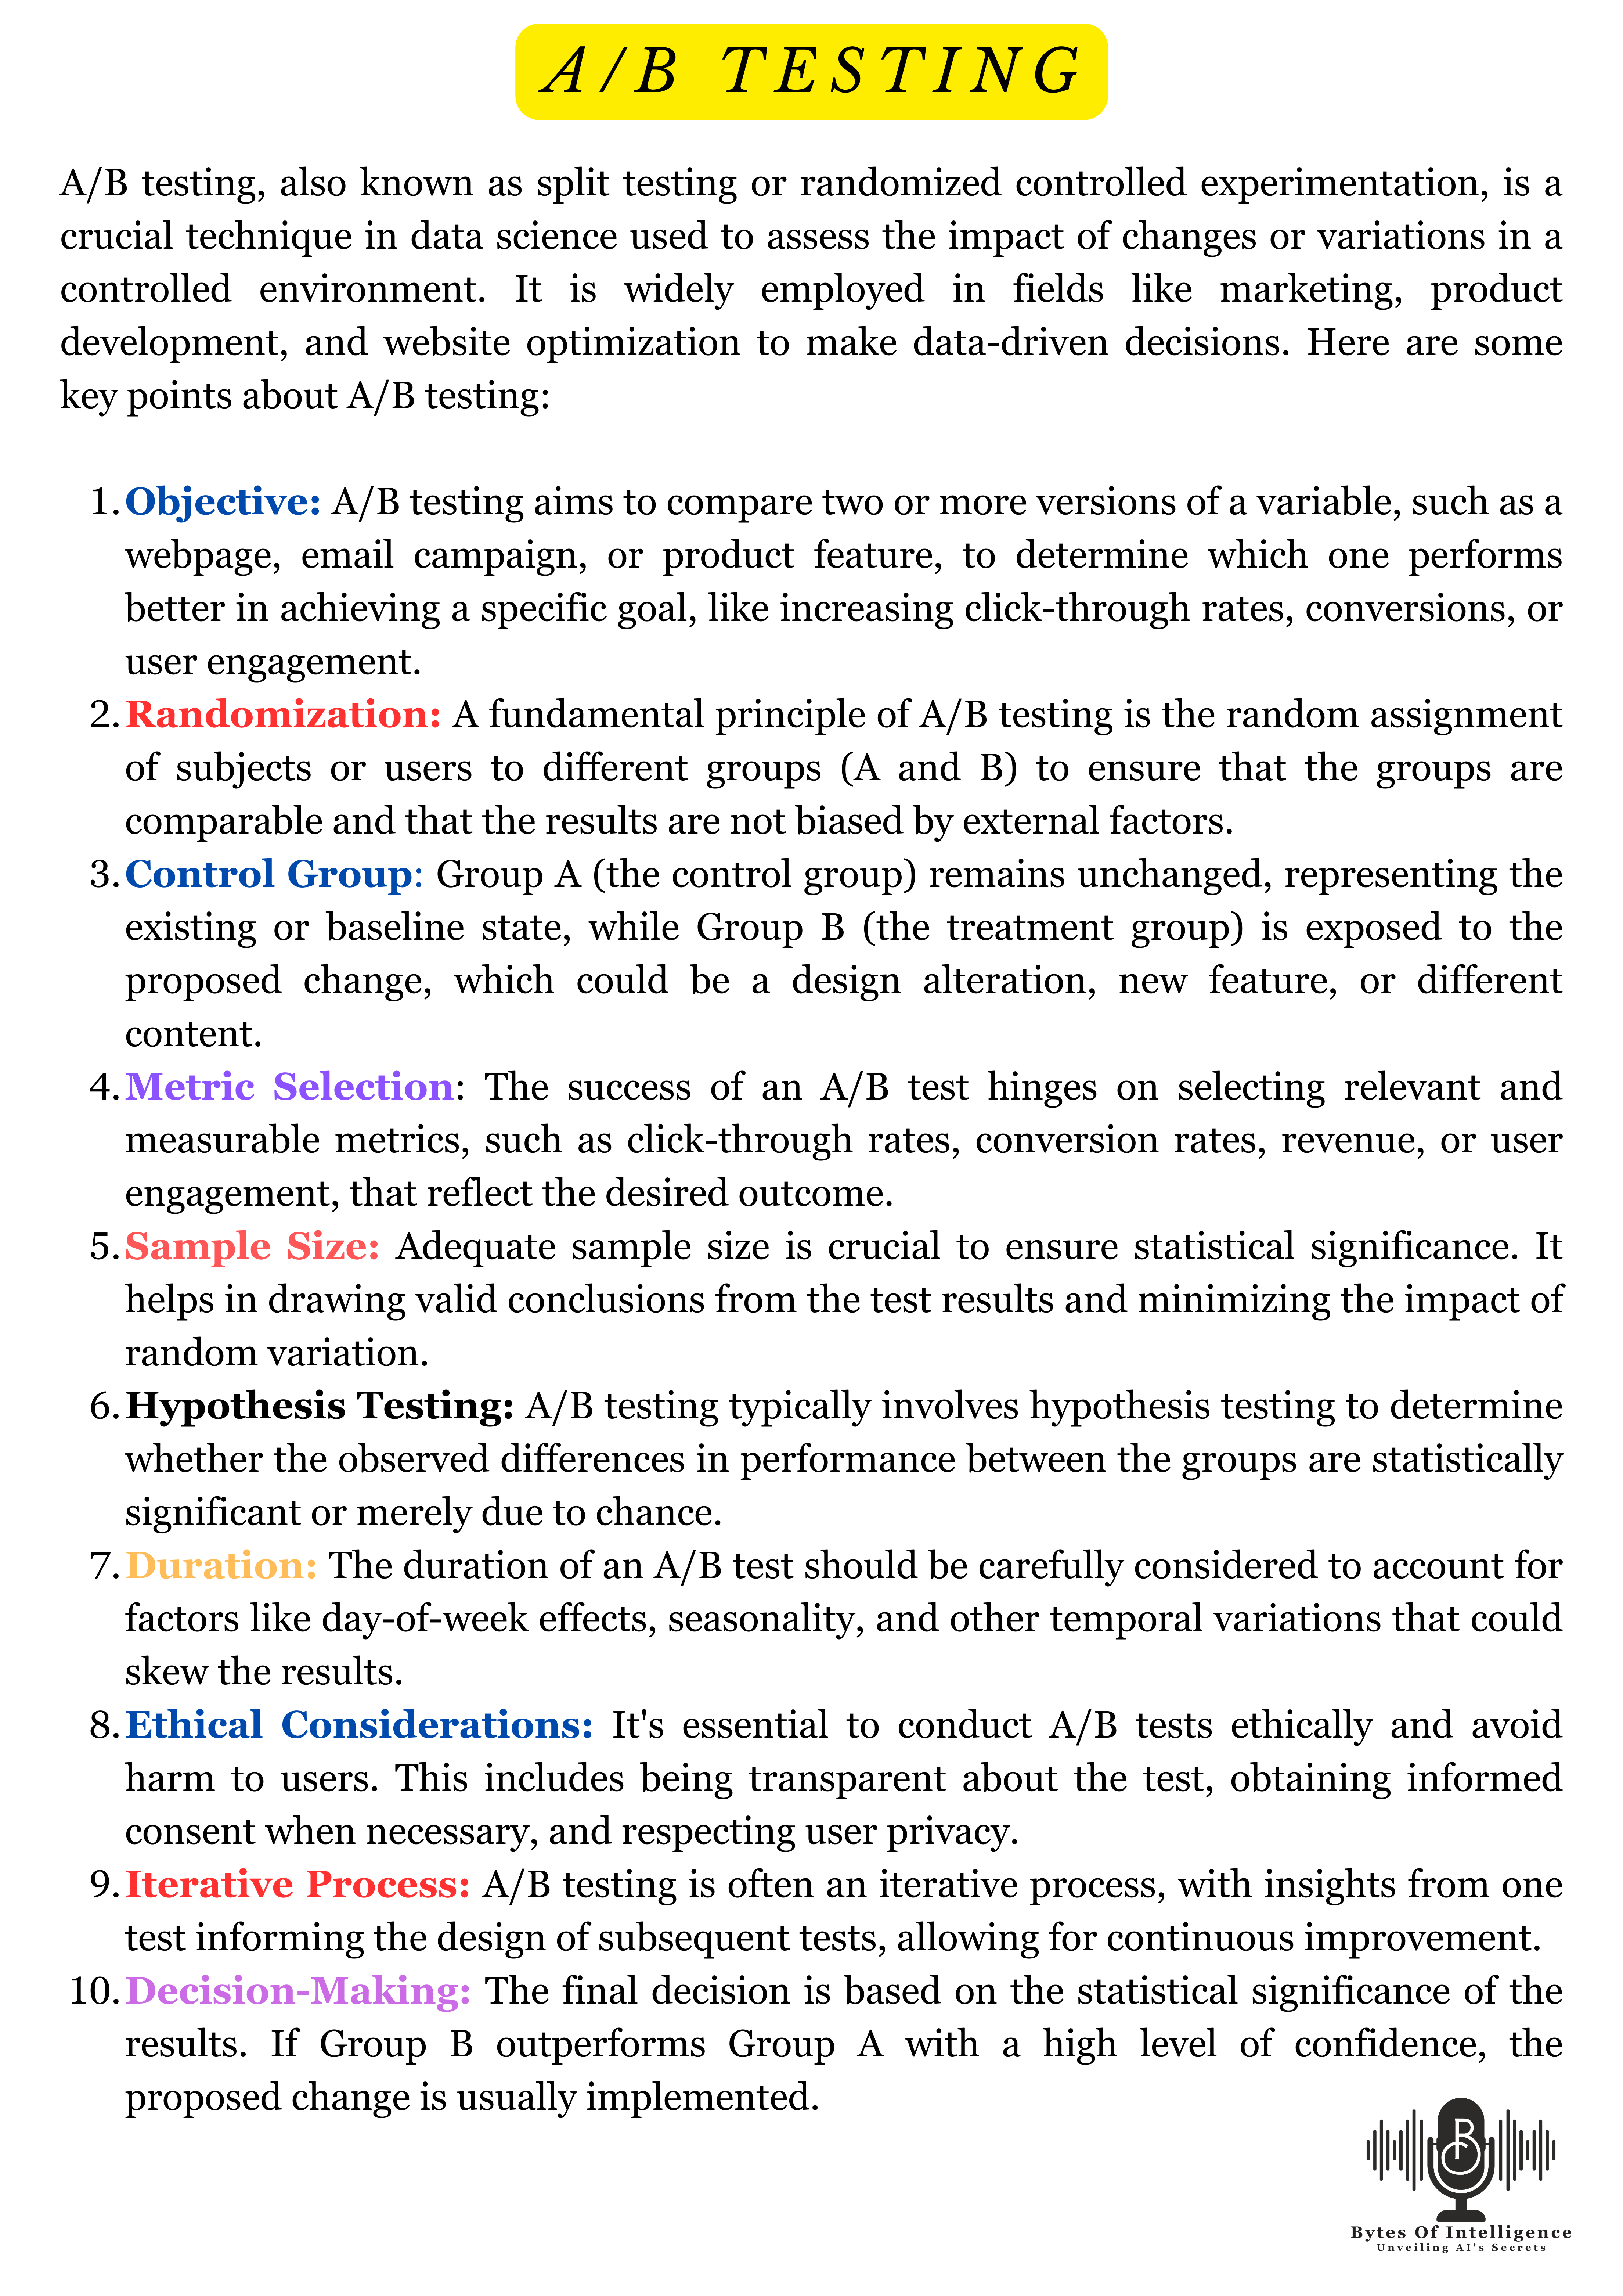 A/B TESTING
A/B testing, also known as split testing or randomized controlled experimentation, is a
crucial technique in data science used to assess the impact of changes or variations in a
controlled environment. It is widely employed in fields like marketing, product
development, and website optimization to make data-driven decisions. Here are some
key points about A/B testing:
1. Objective: A/B testing aims to compare two or more versions of a variable, such as a
webpage, email campaign, or product feature, to determine which one performs
better in achieving a specific goal, like increasing click-through rates, conversions, or
user engagement.
2. Randomization: A fundamental principle of A/B testing is the random assignment
of subjects or users to different groups (A and B) to ensure that the groups are
comparable and that the results are not biased by external factors.
3. Control Group: Group A (the control group) remains unchanged, representing the
existing or baseline state, while Group B (the treatment group) is exposed to the
proposed change, which could be a design alteration, new feature, or different
content.
4. Metric Selection: The success of an A/B test hinges on selecting relevant and
measurable metrics, such as click-through rates, conversion rates, revenue, or user
engagement, that reflect the desired outcome.
5. Sample Size: Adequate sample size is crucial to ensure statistical significance. It
helps in drawing valid conclusions from the test results and minimizing the impact of
random variation.
6. Hypothesis Testing: A/B testing typically involves hypothesis testing to determine
whether the observed differences in performance between the groups are statistically
significant or merely due to chance.
7. Duration: The duration of an A/B test should be carefully considered to account for
factors like day-of-week effects, seasonality, and other temporal variations that could
skew the results.
8. Ethical Considerations: It's essential to conduct A/B tests ethically and avoid
harm to users. This includes being transparent about the test, obtaining informed
consent when necessary, and respecting user privacy.
9. Iterative Process: A/B testing is often an iterative process, with insights from one
test informing the design of subsequent tests, allowing for continuous improvement.
10. Decision-Making: The final decision is based on the statistical significance of the
results. If Group B outperforms Group A with a high level of confidence, the
proposed change is usually implemented.
Bytes Of Intelligence
Unveiling AI's Secrets